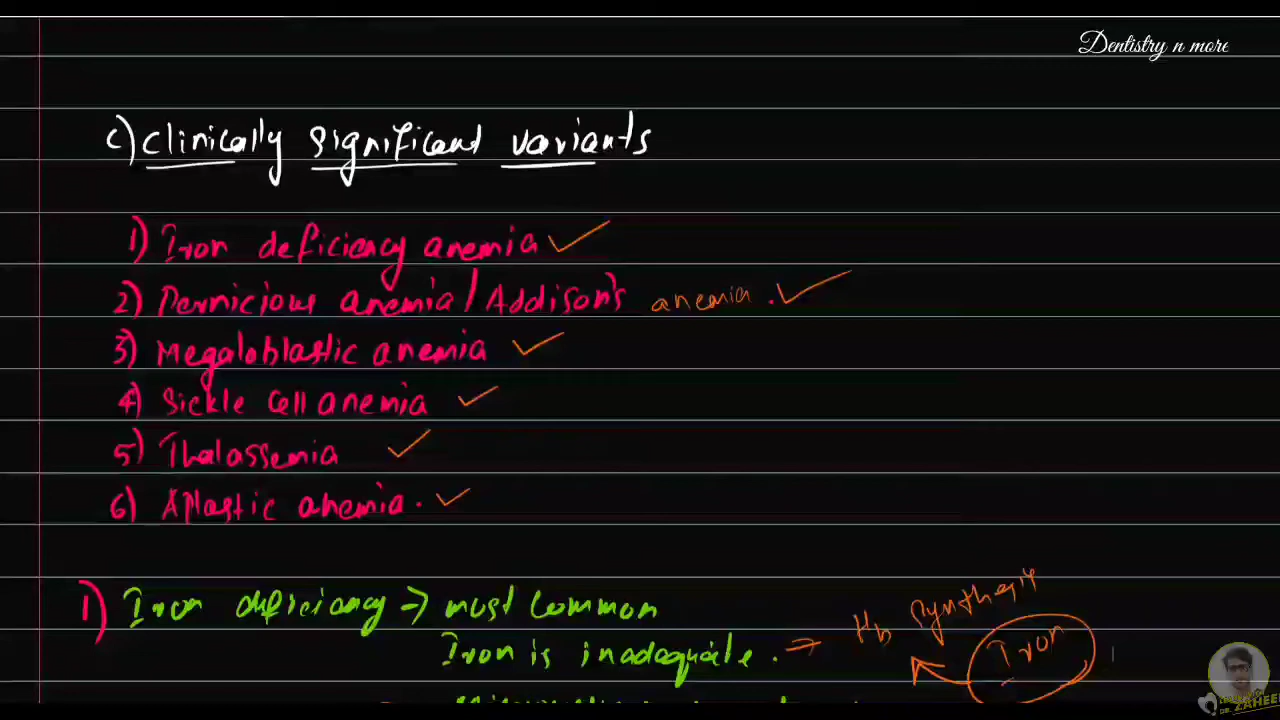 Dentistry n more
C) Clinically significant variants
1) Iron deficiency anemia
2) Pernicious anemia / Addison's anemia.
3) Megaloblastic anemia
4) Sickle cell anemia
5) Thalassemia
6) Aplastic anemia.
1) Iron deficiency → most common
Iron is inadequate. → Hb synthesis
Iron